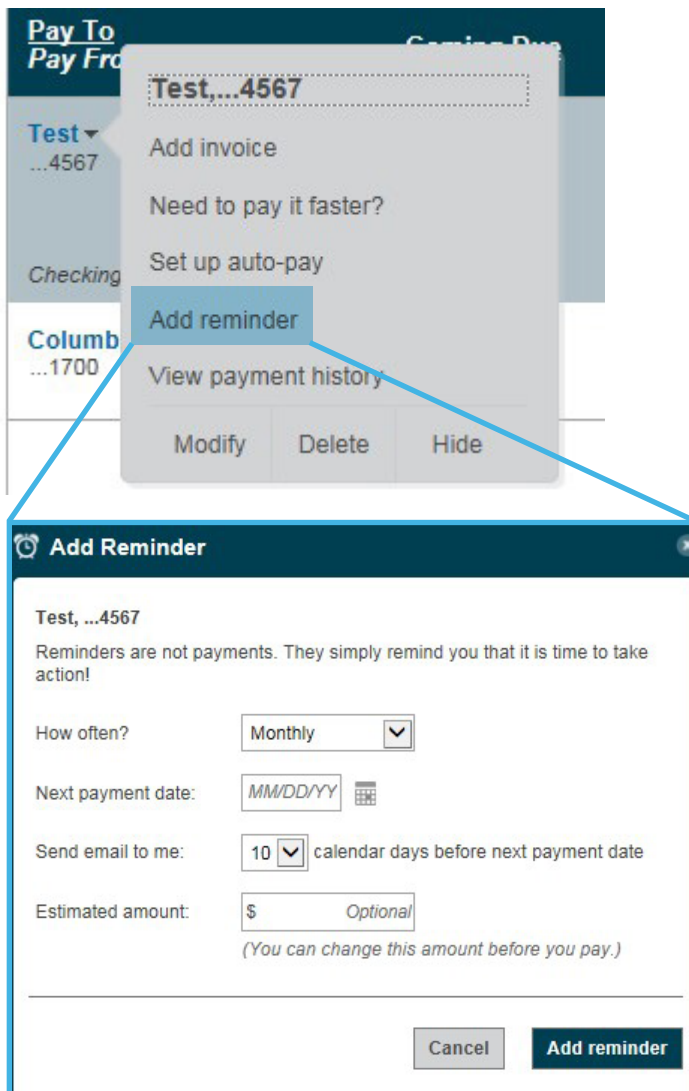 Pay To
Pay Fro
Coming Due
Test,...4567
Test
...4567
Add invoice
Need to pay it faster?
Set up auto-pay
Checking
Add reminder
Columb
...1700
View payment history
Modify Delete Hide
Add Reminder
Test, ...4567
Reminders are not payments. They simply remind you that it is time to take
action!
How often? Monthly
Next payment date: MM/DD/YY
Send email to me: 10 calendar days before next payment date
Estimated amount: $ Optional
(You can change this amount before you pay.)
Cancel Add reminder